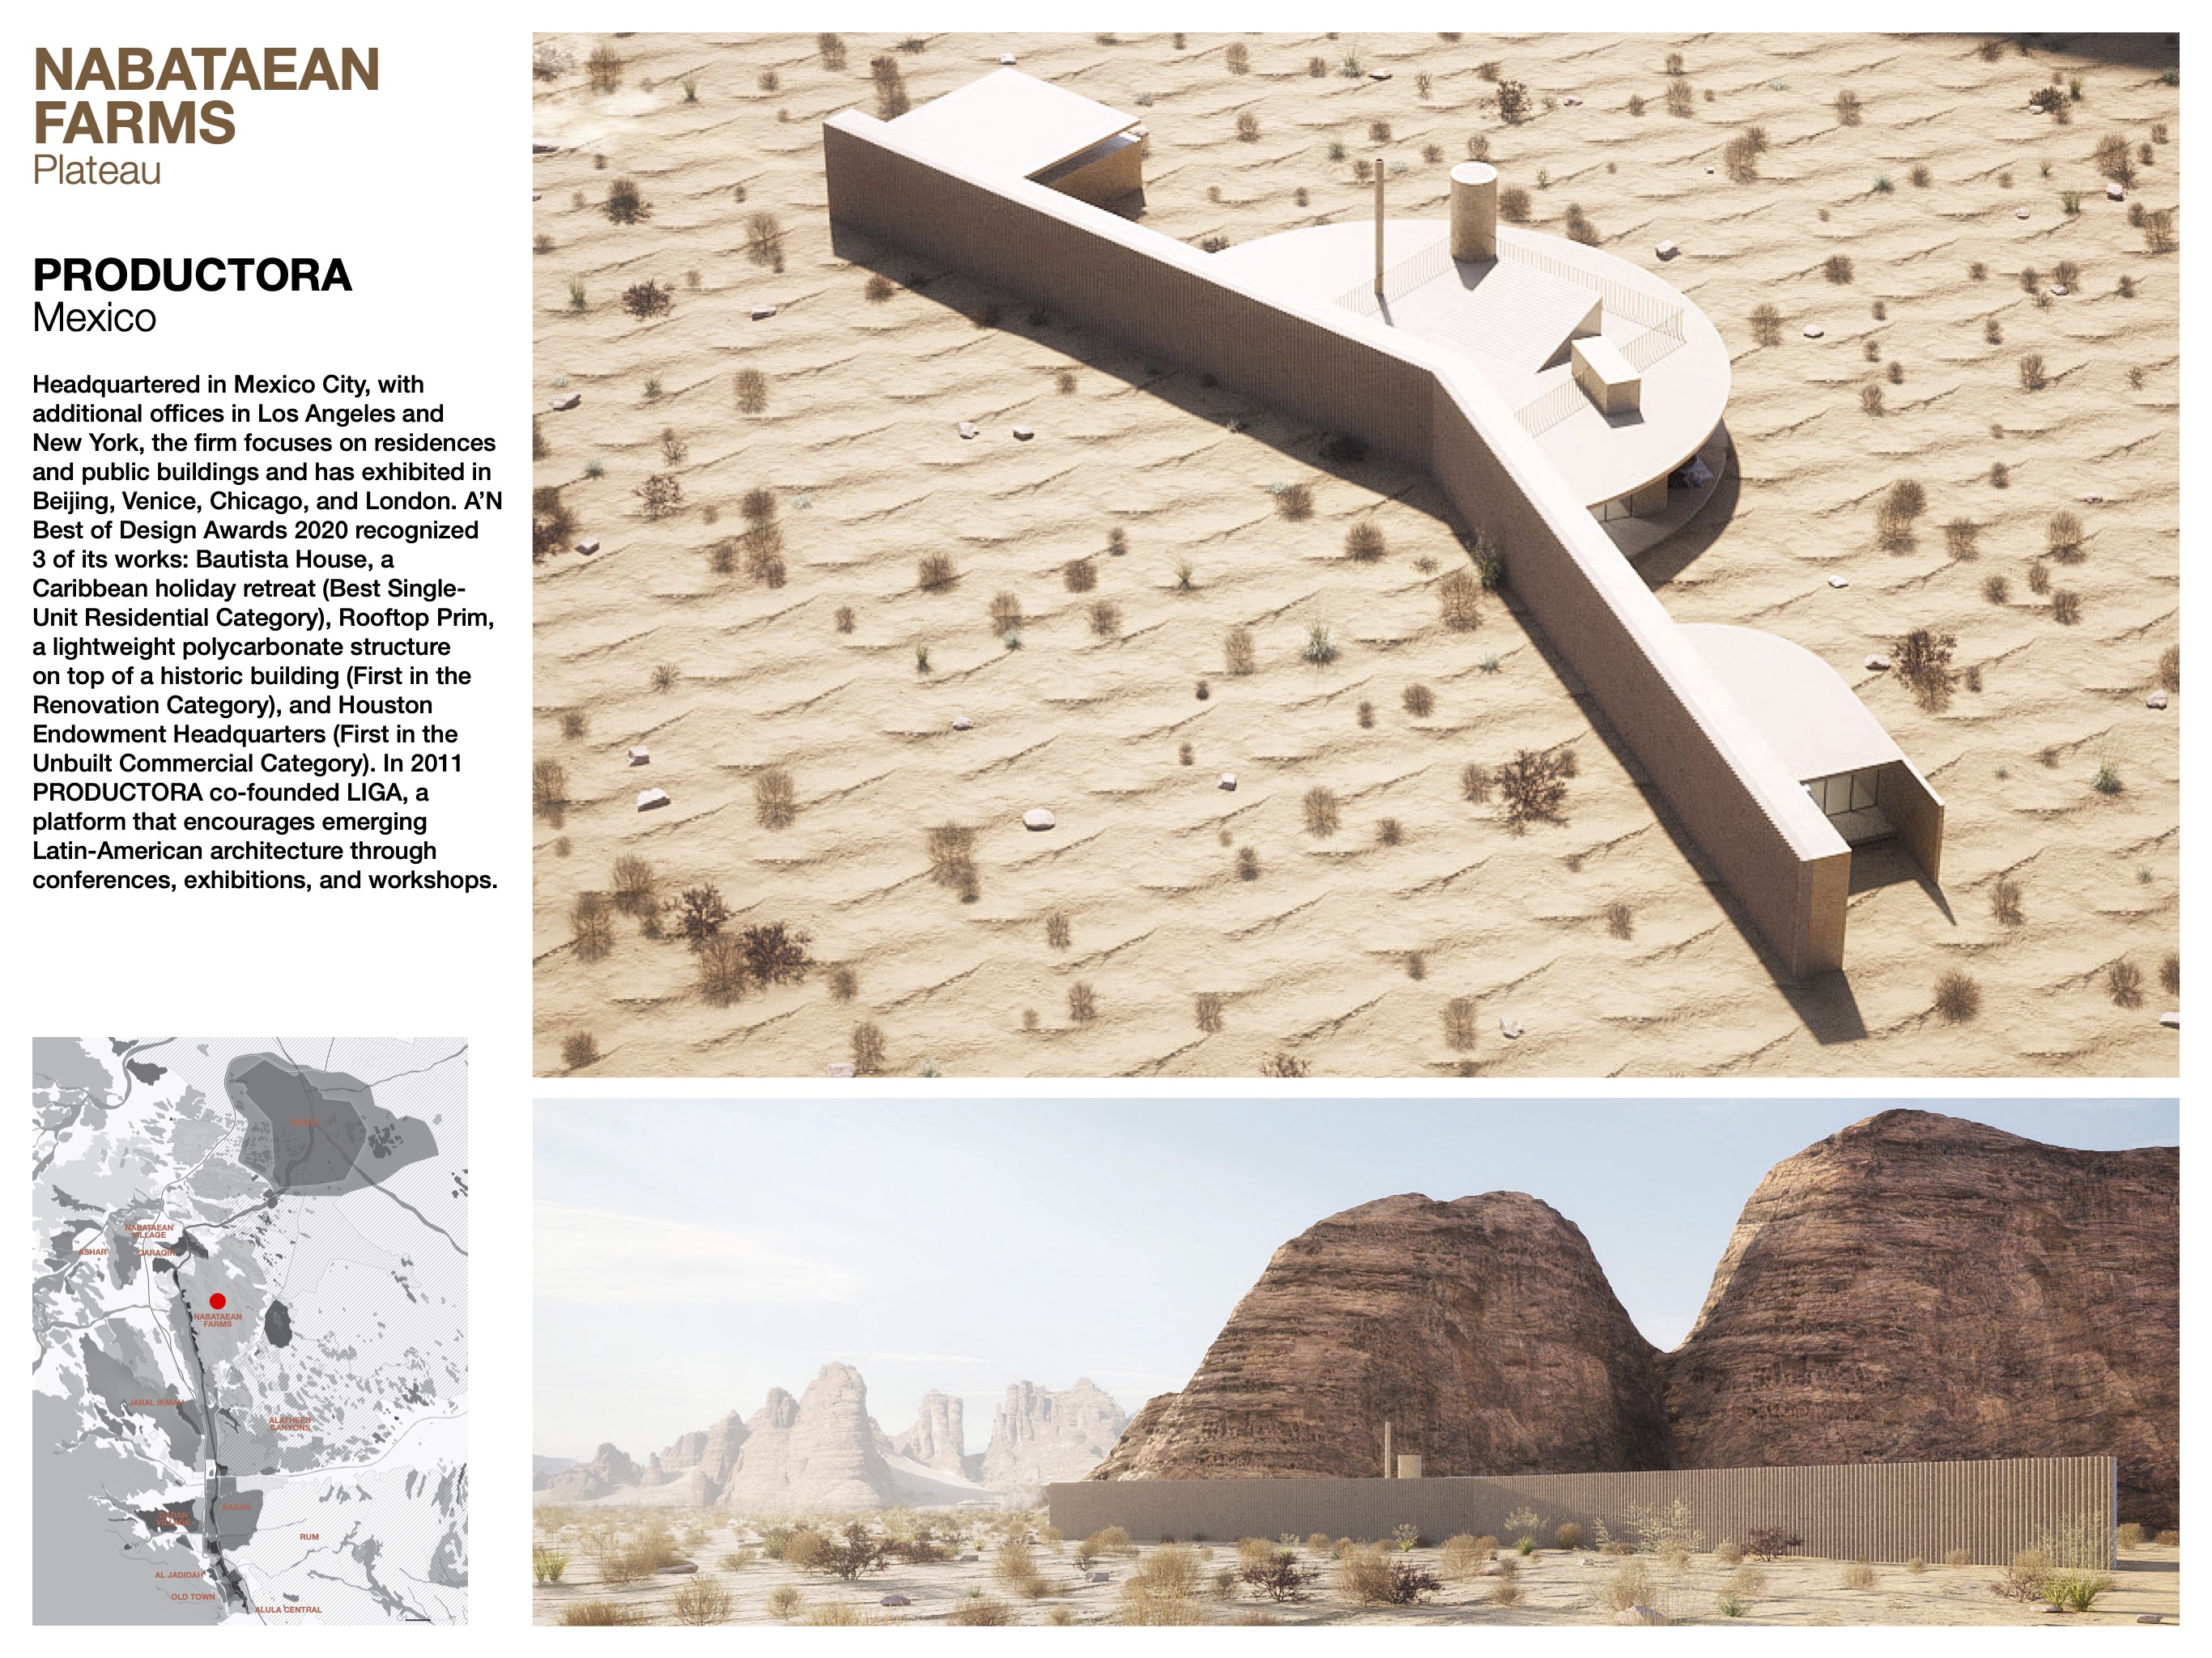 NABATAEAN
FARMS
Plateau
PRODUCTORA
Mexico
Headquartered in Mexico City, with
additional offices in Los Angeles and
New York, the firm focuses on residences
and public buildings and has exhibited in
Beijing, Venice, Chicago, and London. A’N
Best of Design Awards 2020 recognized
3 of its works: Bautista House, a
Caribbean holiday retreat (Best Single-
Unit Residential Category), Rooftop Prim,
a lightweight polycarbonate structure
on top of a historic building (First in the
Renovation Category), and Houston
Endowment Headquarters (First in the
Unbuilt Commercial Category). In 2011
PRODUCTORA co-founded LIGA, a
platform that encourages emerging
Latin-American architecture through
conferences, exhibitions, and workshops.
NABATAEAN
VILLAGE
ASHAR
QARAQIR
NABATAEAN
FARMS
JABAL IKMAH
ALATHEEB
CANYONS
DADAN
RUM
AL JADIDAH
OLD TOWN
ALULA CENTRAL